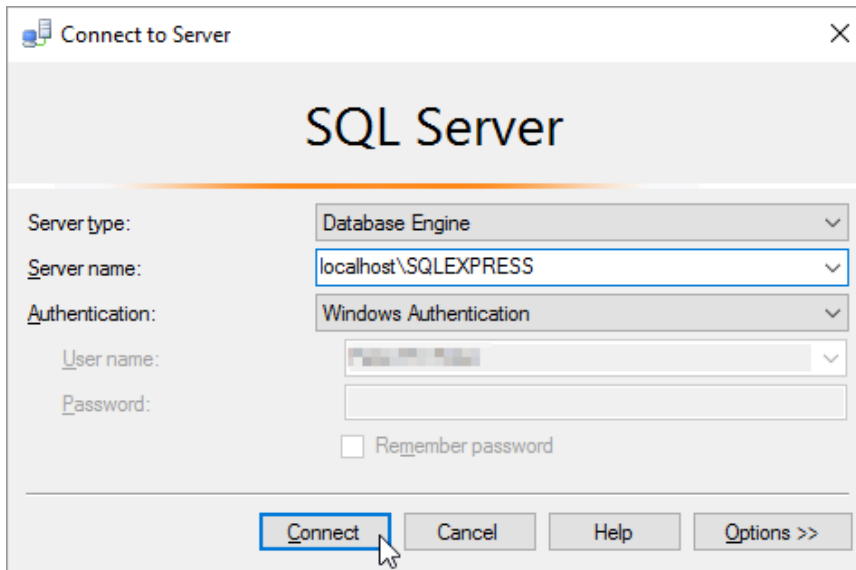 Connect to Server
SQL Server
Server type: Database Engine
Server name: localhost\SQLEXPRESS
Authentication: Windows Authentication
User name:
Password:
Remember password
Connect Cancel Help Options >>